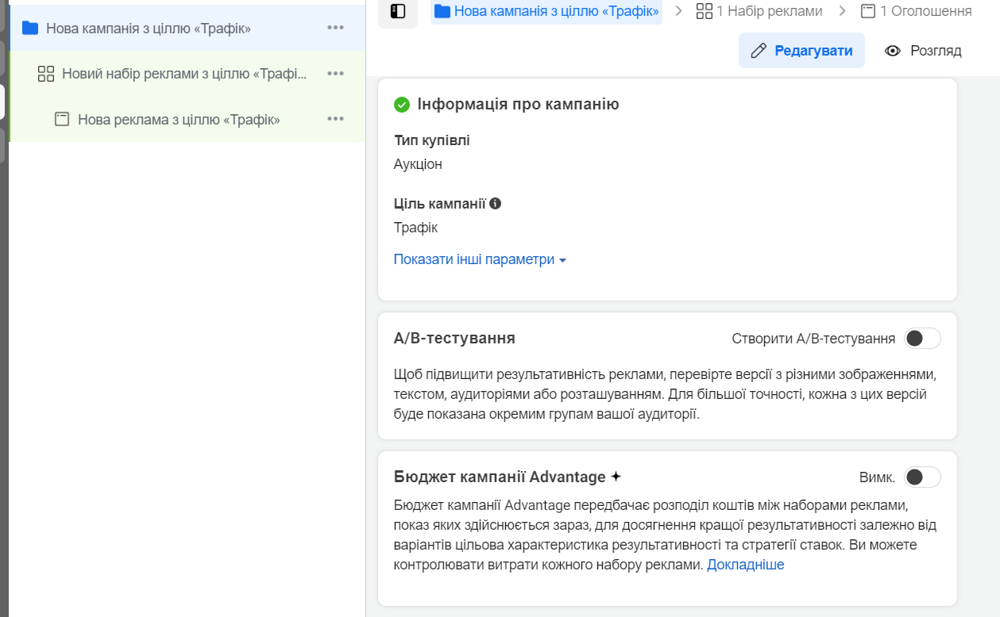 Нова кампанія з ціллю «Трафік»
Новий набір реклами з ціллю «Трафі...
Нова реклама з ціллю «Трафік»
Нова кампанія з ціллю «Трафік» 1 Набір реклами 1 Оголошення
Редагувати Розгляд
Інформація про кампанію
Тип купівлі
Аукціон
Ціль кампанії
Трафік
Показати інші параметри
A/B-тестування Створити A/B-тестування
Щоб підвищити результативність реклами, перевірте версії з різними зображеннями,
текстом, аудиторіями або розташуванням. Для більшої точності, кожна з цих версій
буде показана окремим групам вашої аудиторії.
Бюджет кампанії Advantage Вимк.
Бюджет кампанії Advantage передбачає розподіл коштів між наборами реклами,
показ яких здійснюється зараз, для досягнення кращої результативності залежно від
варіантів цільова характеристика результативності та стратегії ставок. Ви можете
контролювати витрати кожного набору реклами. Докладніше